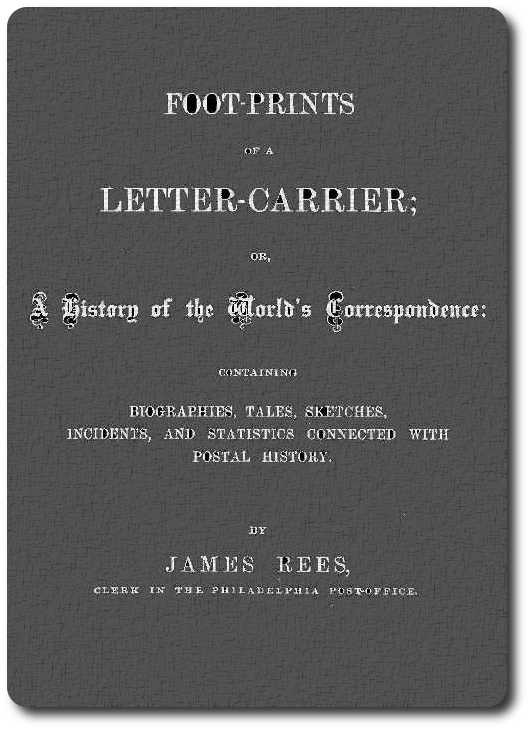 FOOT-PRINTS
OF A
LETTER-CARRIER;
OR,
A History of the World's Correspondence:
CONTAINING
BIOGRAPHIES, TALES, SKETCHES,
INCIDENTS, AND STATISTICS CONNECTED WITH
POSTAL HISTORY.
BY
JAMES REES,
CLERK IN THE PHILADELPHIA POST-OFFICE.